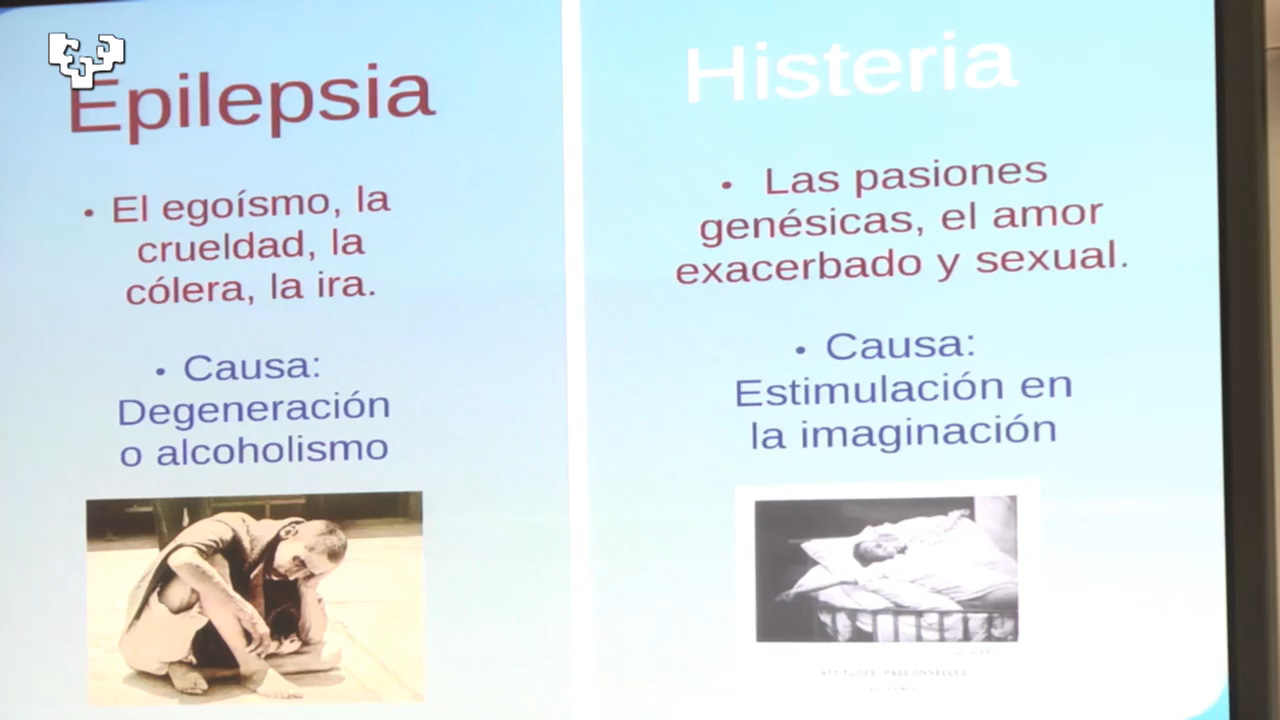 Epilepsia
• El egoísmo, la
crueldad, la
cólera, la ira.
• Causa:
Degeneración
o alcoholismo
Histeria
• Las pasiones
genésicas, el amor
exacerbado y sexual.
• Causa:
Estimulación en
la imaginación